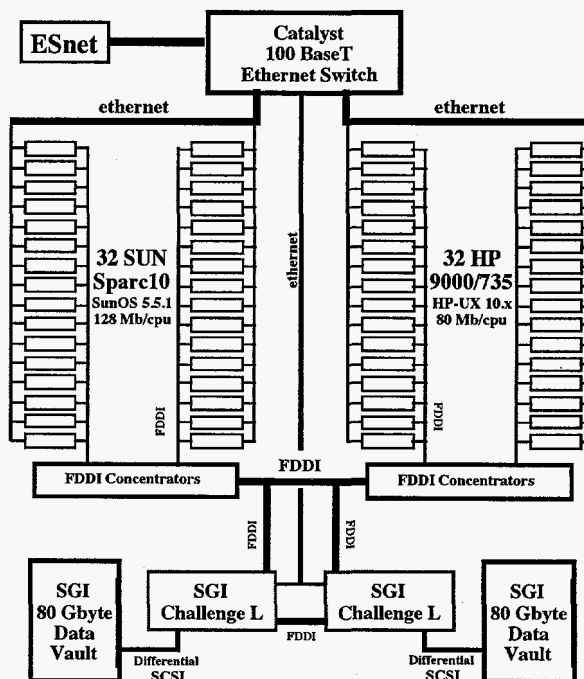 ESnet
Catalyst
100 BaseT
Ethernet Switch
ethernet
ethernet
ethernet
32 SUN
Sparc10
SunOS 5.5.1
128 Mb/cpu
32 HP
9000/735
HP-UX 10.x
80 Mb/cpu
FDDI
FDDI
FDDI Concentrators
FDDI
FDDI Concentrators
FDDI
FDDI
SGI
80 Gbyte
Data
Vault
SGI
Challenge L
SGI
Challenge L
SGI
80 Gbyte
Data
Vault
FDDI
Differential
SCSI
Differential
SCSI